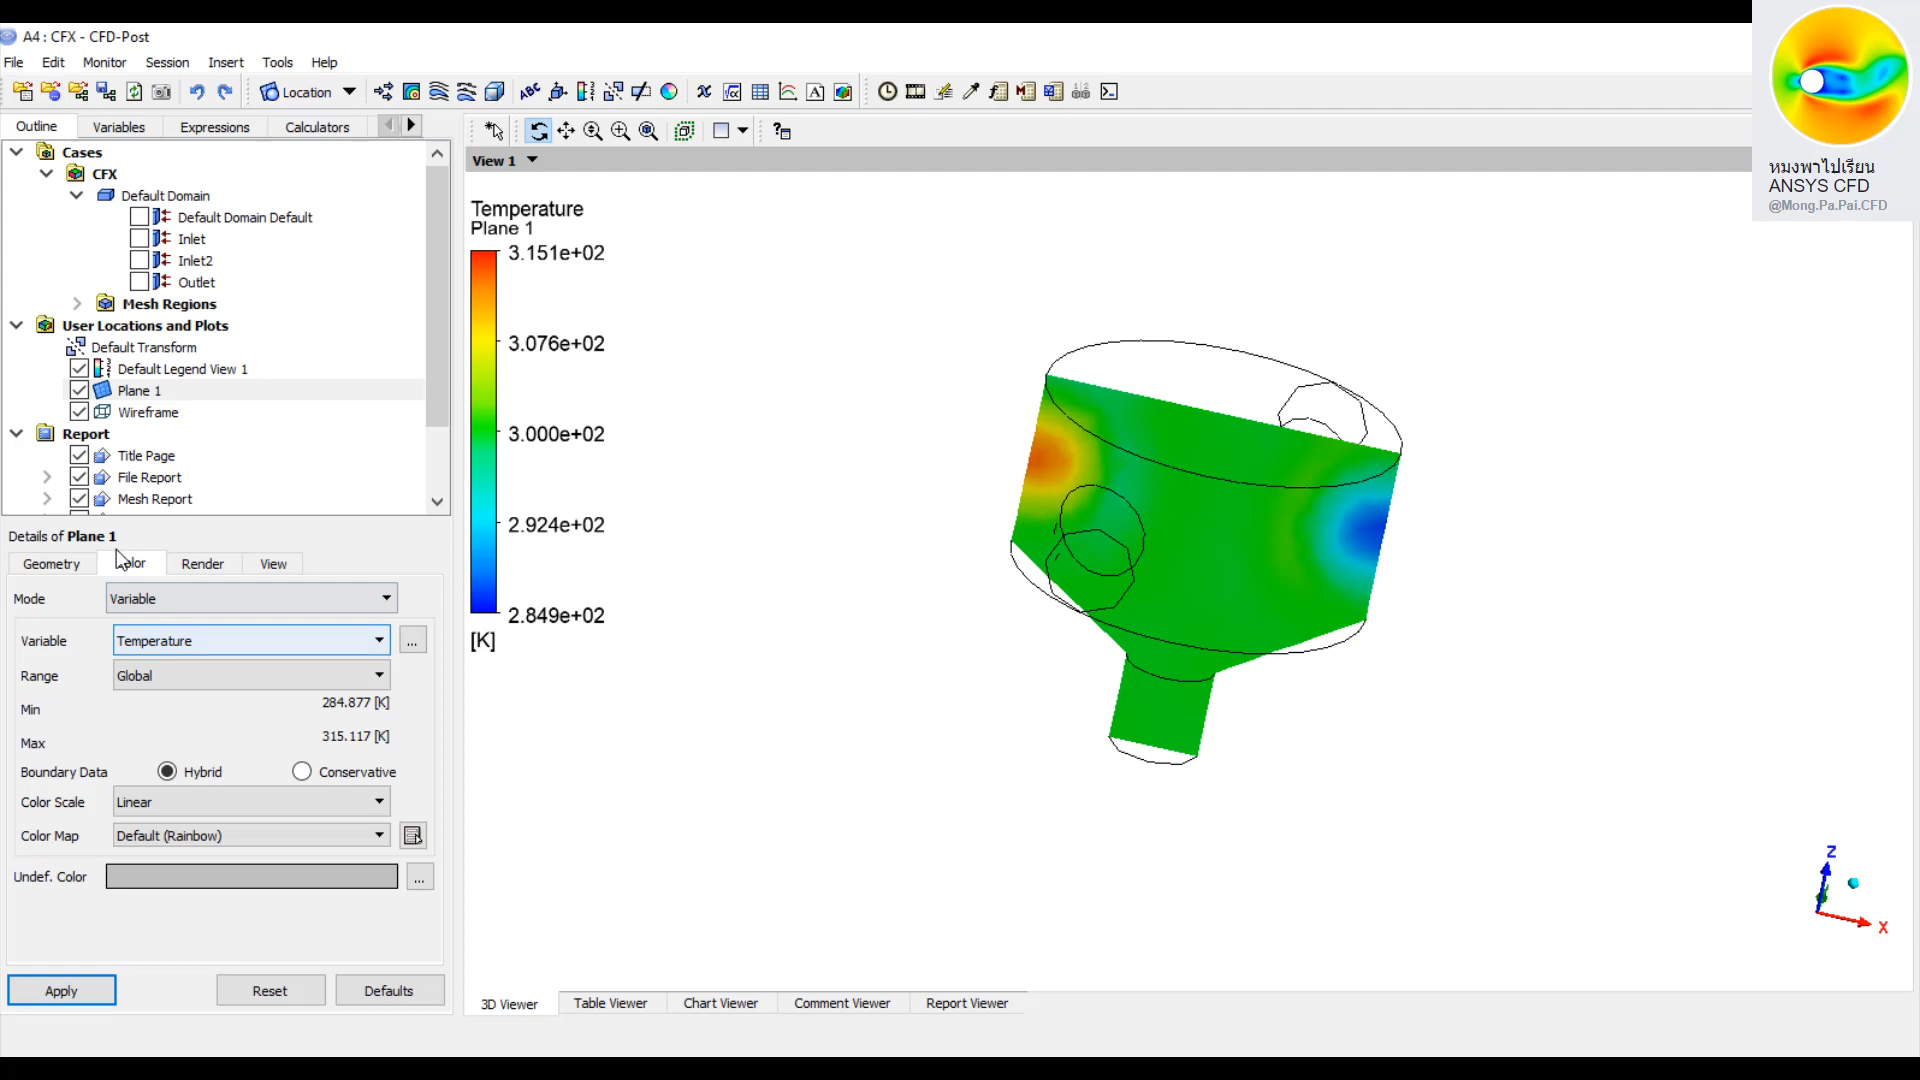 A4 : CFX - CFD-Post
File Edit Monitor Session Insert Tools Help
Location
Outline Variables Expressions Calculators
Cases
CFX
Default Domain
Default Domain Default
Inlet
Inlet2
Outlet
Mesh Regions
User Locations and Plots
Default Transform
Default Legend View 1
Plane 1
Wireframe
Report
Title Page
File Report
Mesh Report
Details of Plane 1
Geometry Render View
Mode Variable
Variable Temperature ...
Range Global
Min 284.877 [K]
Max 315.117 [K]
Boundary Data Hybrid Conservative
Color Scale Linear
Color Map Default (Rainbow)
Undef. Color ...
Apply Reset Defaults
View 1
Temperature
Plane 1
3.151e+02
3.076e+02
3.000e+02
2.924e+02
2.849e+02
[K]
Z
X
3D Viewer Table Viewer Chart Viewer Comment Viewer Report Viewer
หมงพาไปเรียน
ANSYS CFD
@Mong.Pa.Pai.CFD